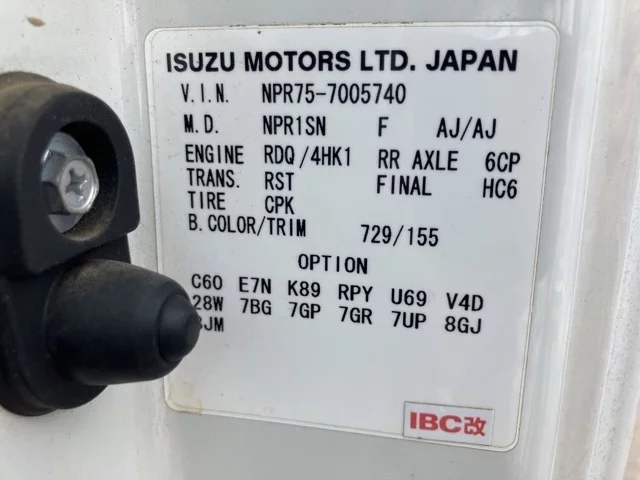 ISUZU MOTORS LTD. JAPAN
V.I.N. NPR75-7005740
M.D. NPR1SN F AJ/AJ
ENGINE RDQ/4HK1 RR AXLE 6CP
TRANS. RST FINAL HC6
TIRE CPK
B.COLOR/TRIM 729/155
OPTION
C60 E7N K89 RPY U69 V4D
7BG 7GP 7GR 7UP 8GJ
IBC改